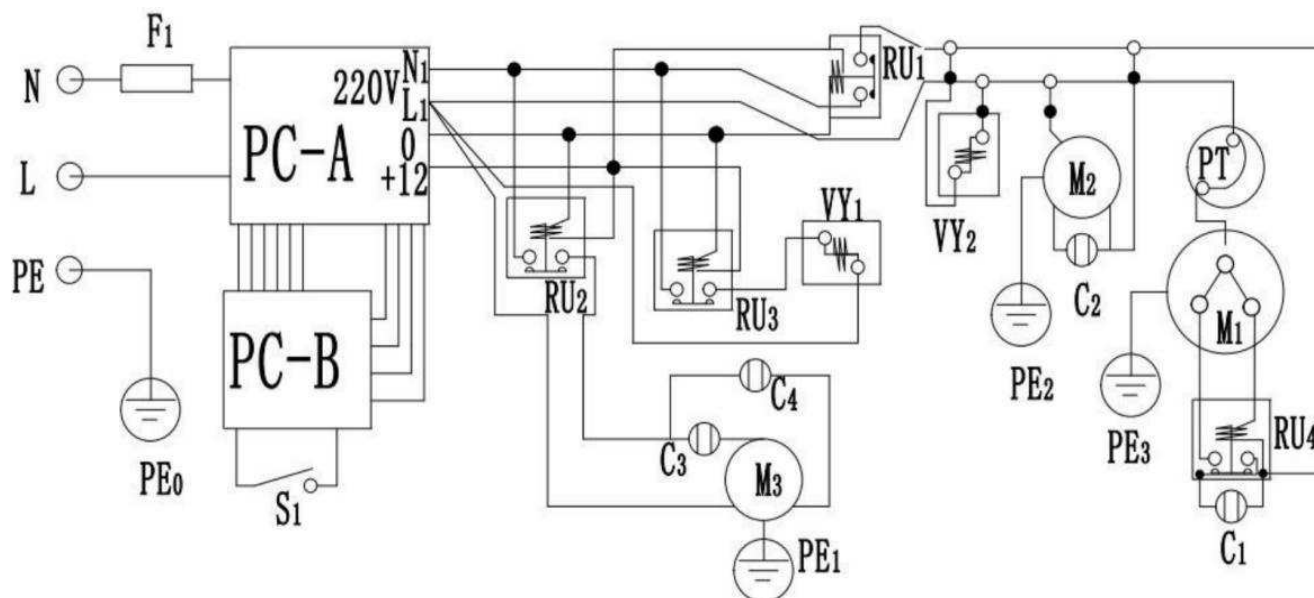 F1
N
L
PE
PE0
PC-A
220V
N1
L1
0
+12
PC-B
S1
RU1
RU2
RU3
VY1
VY2
M2
C2
PE2
PT
M1
PE3
RU4
C1
C4
C3
M3
PE1